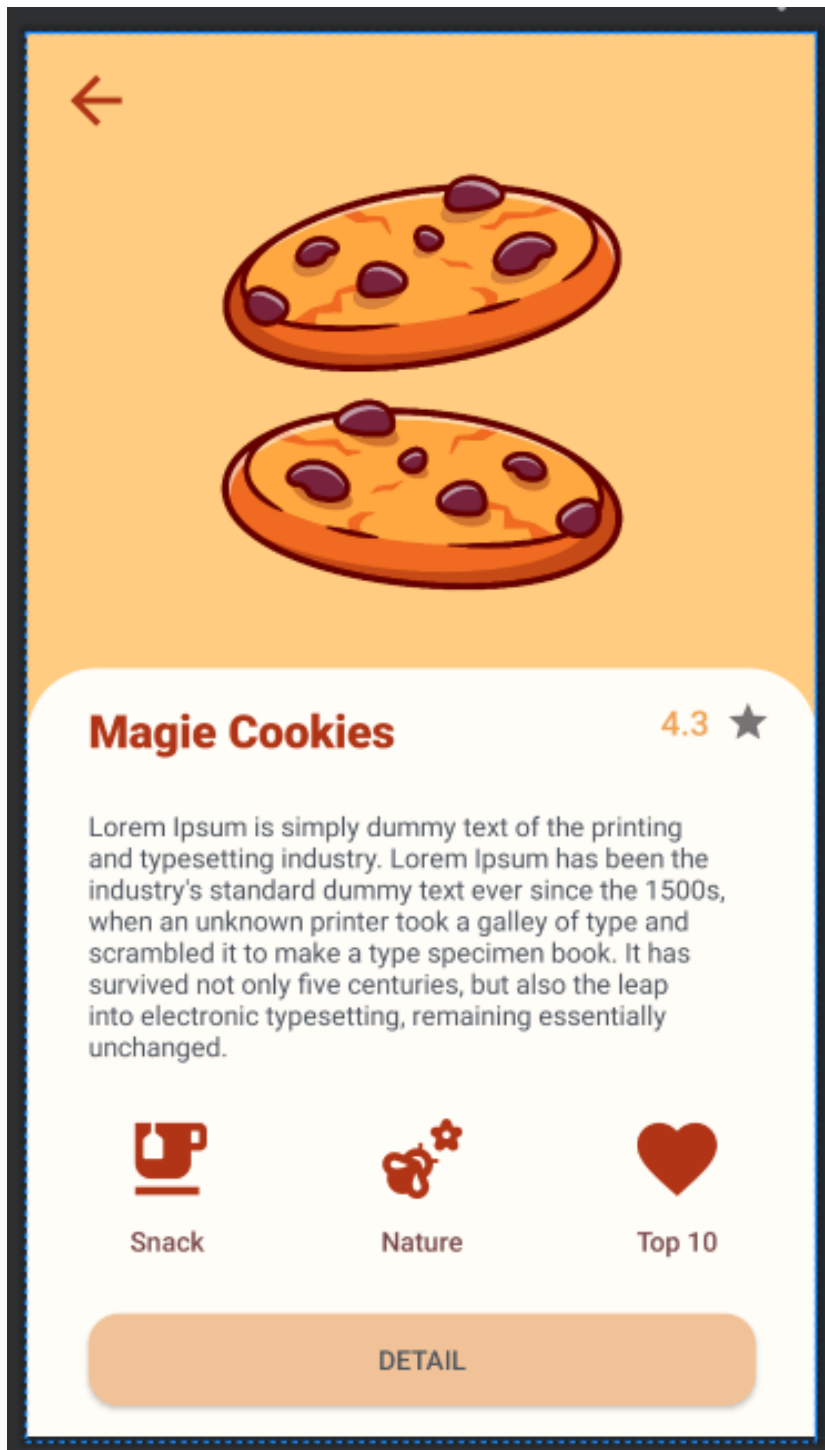 Magie Cookies
4.3
Lorem Ipsum is simply dummy text of the printing
and typesetting industry. Lorem Ipsum has been the
industry's standard dummy text ever since the 1500s,
when an unknown printer took a galley of type and
scrambled it to make a type specimen book. It has
survived not only five centuries, but also the leap
into electronic typesetting, remaining essentially
unchanged.
Snack
Nature
Top 10
DETAIL